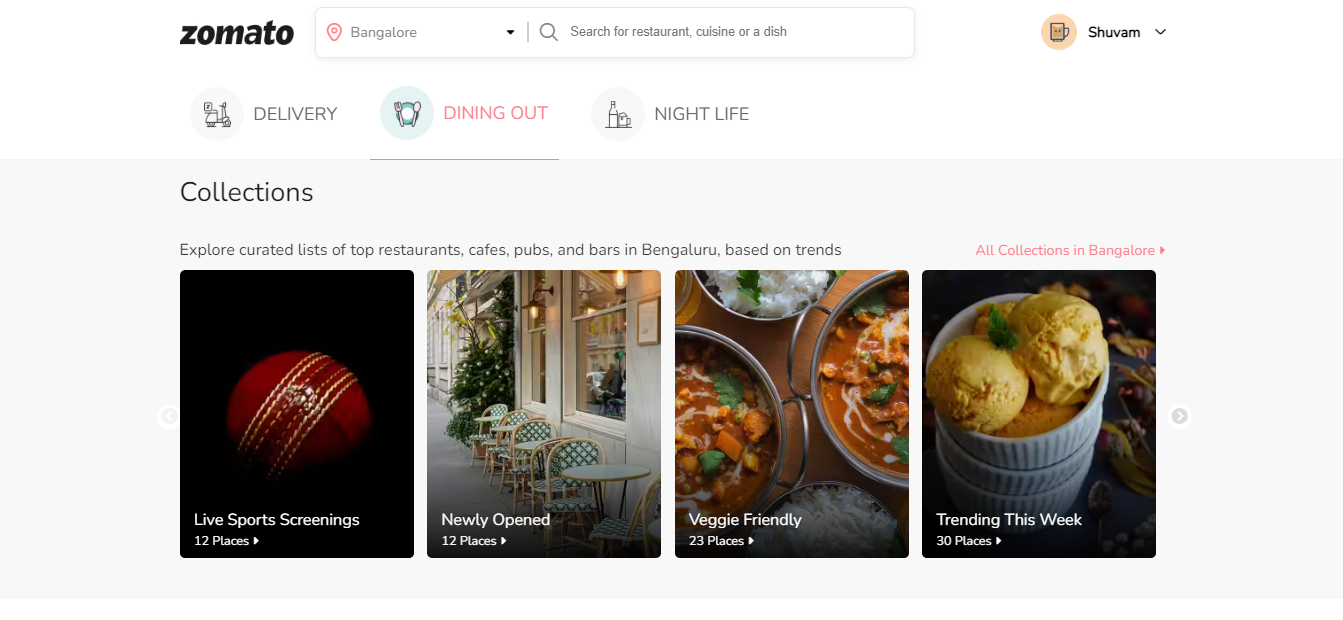 zomato
Bangalore
Search for restaurant, cuisine or a dish
Shuvam
DELIVERY
DINING OUT
NIGHT LIFE
Collections
Explore curated lists of top restaurants, cafes, pubs, and bars in Bengaluru, based on trends
All Collections in Bangalore
Live Sports Screenings
12 Places
Newly Opened
12 Places
Veggie Friendly
23 Places
Trending This Week
30 Places